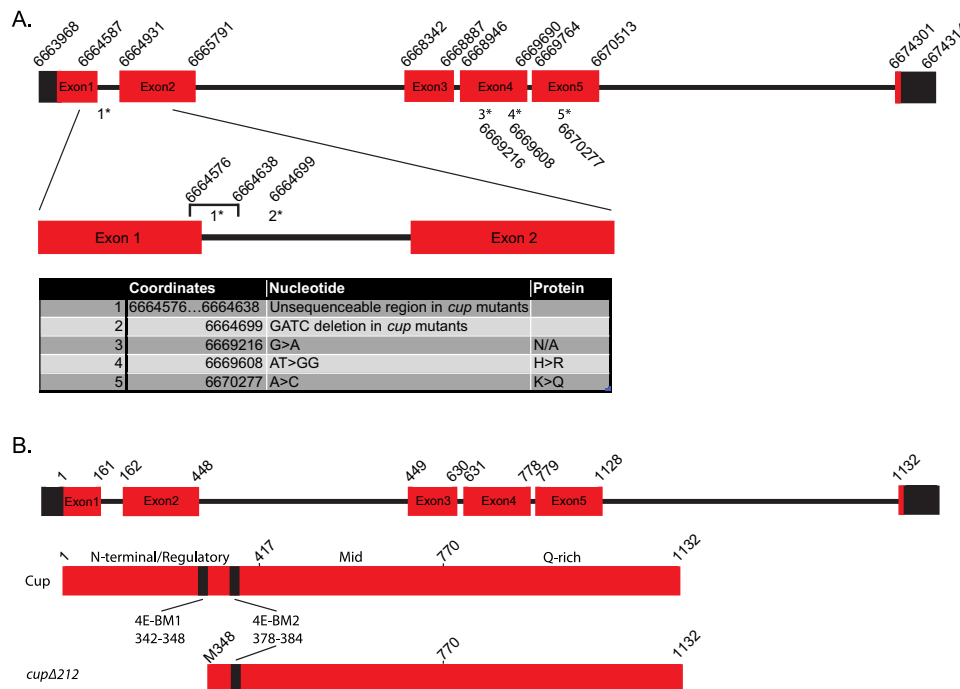 A.
6663968 6664587 6664931 6665791 6668342 6668887 6668946 6669690 6669764 6670513 6674301 6674314
Exon1 Exon2 Exon3 Exon4 Exon5
1* 3* 4* 5*
6669216 6669608 6670277
6664576 6664638 6664699
1* 2*
Exon 1 Exon 2
Coordinates Nucleotide Protein
1 6664576...6664638 Unsequenceable region in cup mutants
2 6664699 GATC deletion in cup mutants
3 6669216 G>A N/A
4 6669608 AT>GG H>R
5 6670277 A>C K>Q
B.
1 161 162 448 449 630 631 778 779 1128 1132
Exon1 Exon2 Exon3 Exon4 Exon5
1 N-terminal/Regulatory 417 Mid 770 Q-rich 1132
Cup
4E-BM1 4E-BM2
342-348 378-384
M348 770 1132
cupΔ212